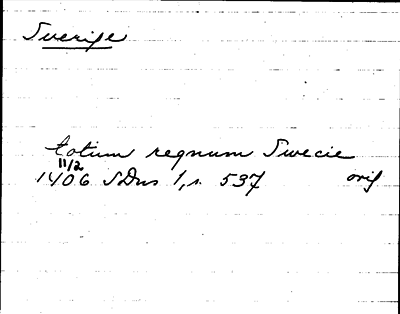 Sverige
totum regnum Swecie
11/2
1406 SDns 1, s. 537 orig